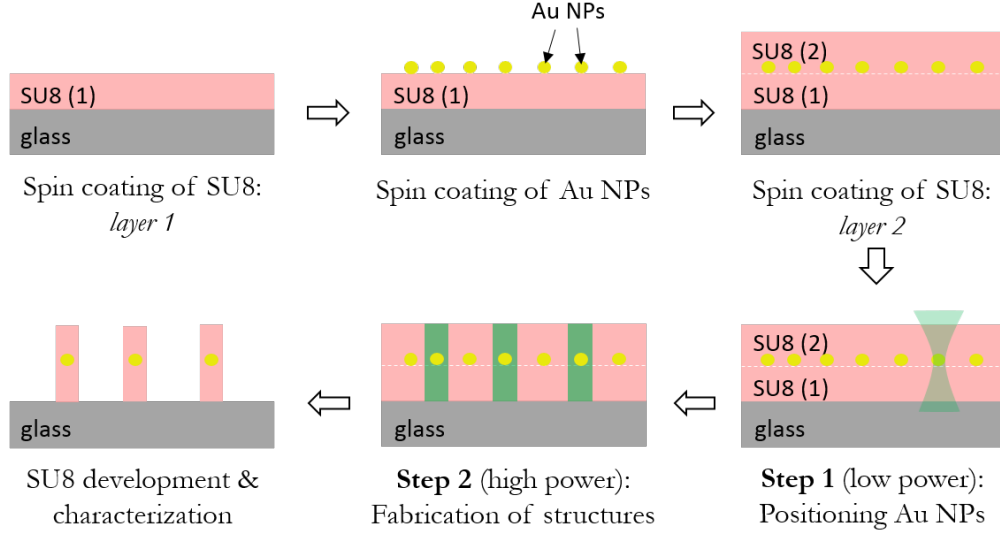 Au NPs
SU8 (1)
glass
SU8 (1)
glass
SU8 (2)
SU8 (1)
glass
Spin coating of SU8:
layer 1
Spin coating of Au NPs
Spin coating of SU8:
layer 2
glass
glass
SU8 (2)
SU8 (1)
glass
SU8 development &
characterization
Step 2 (high power):
Fabrication of structures
Step 1 (low power):
Positioning Au NPs